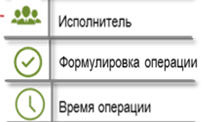 Исполнитель
Формулировка операции
Время операции